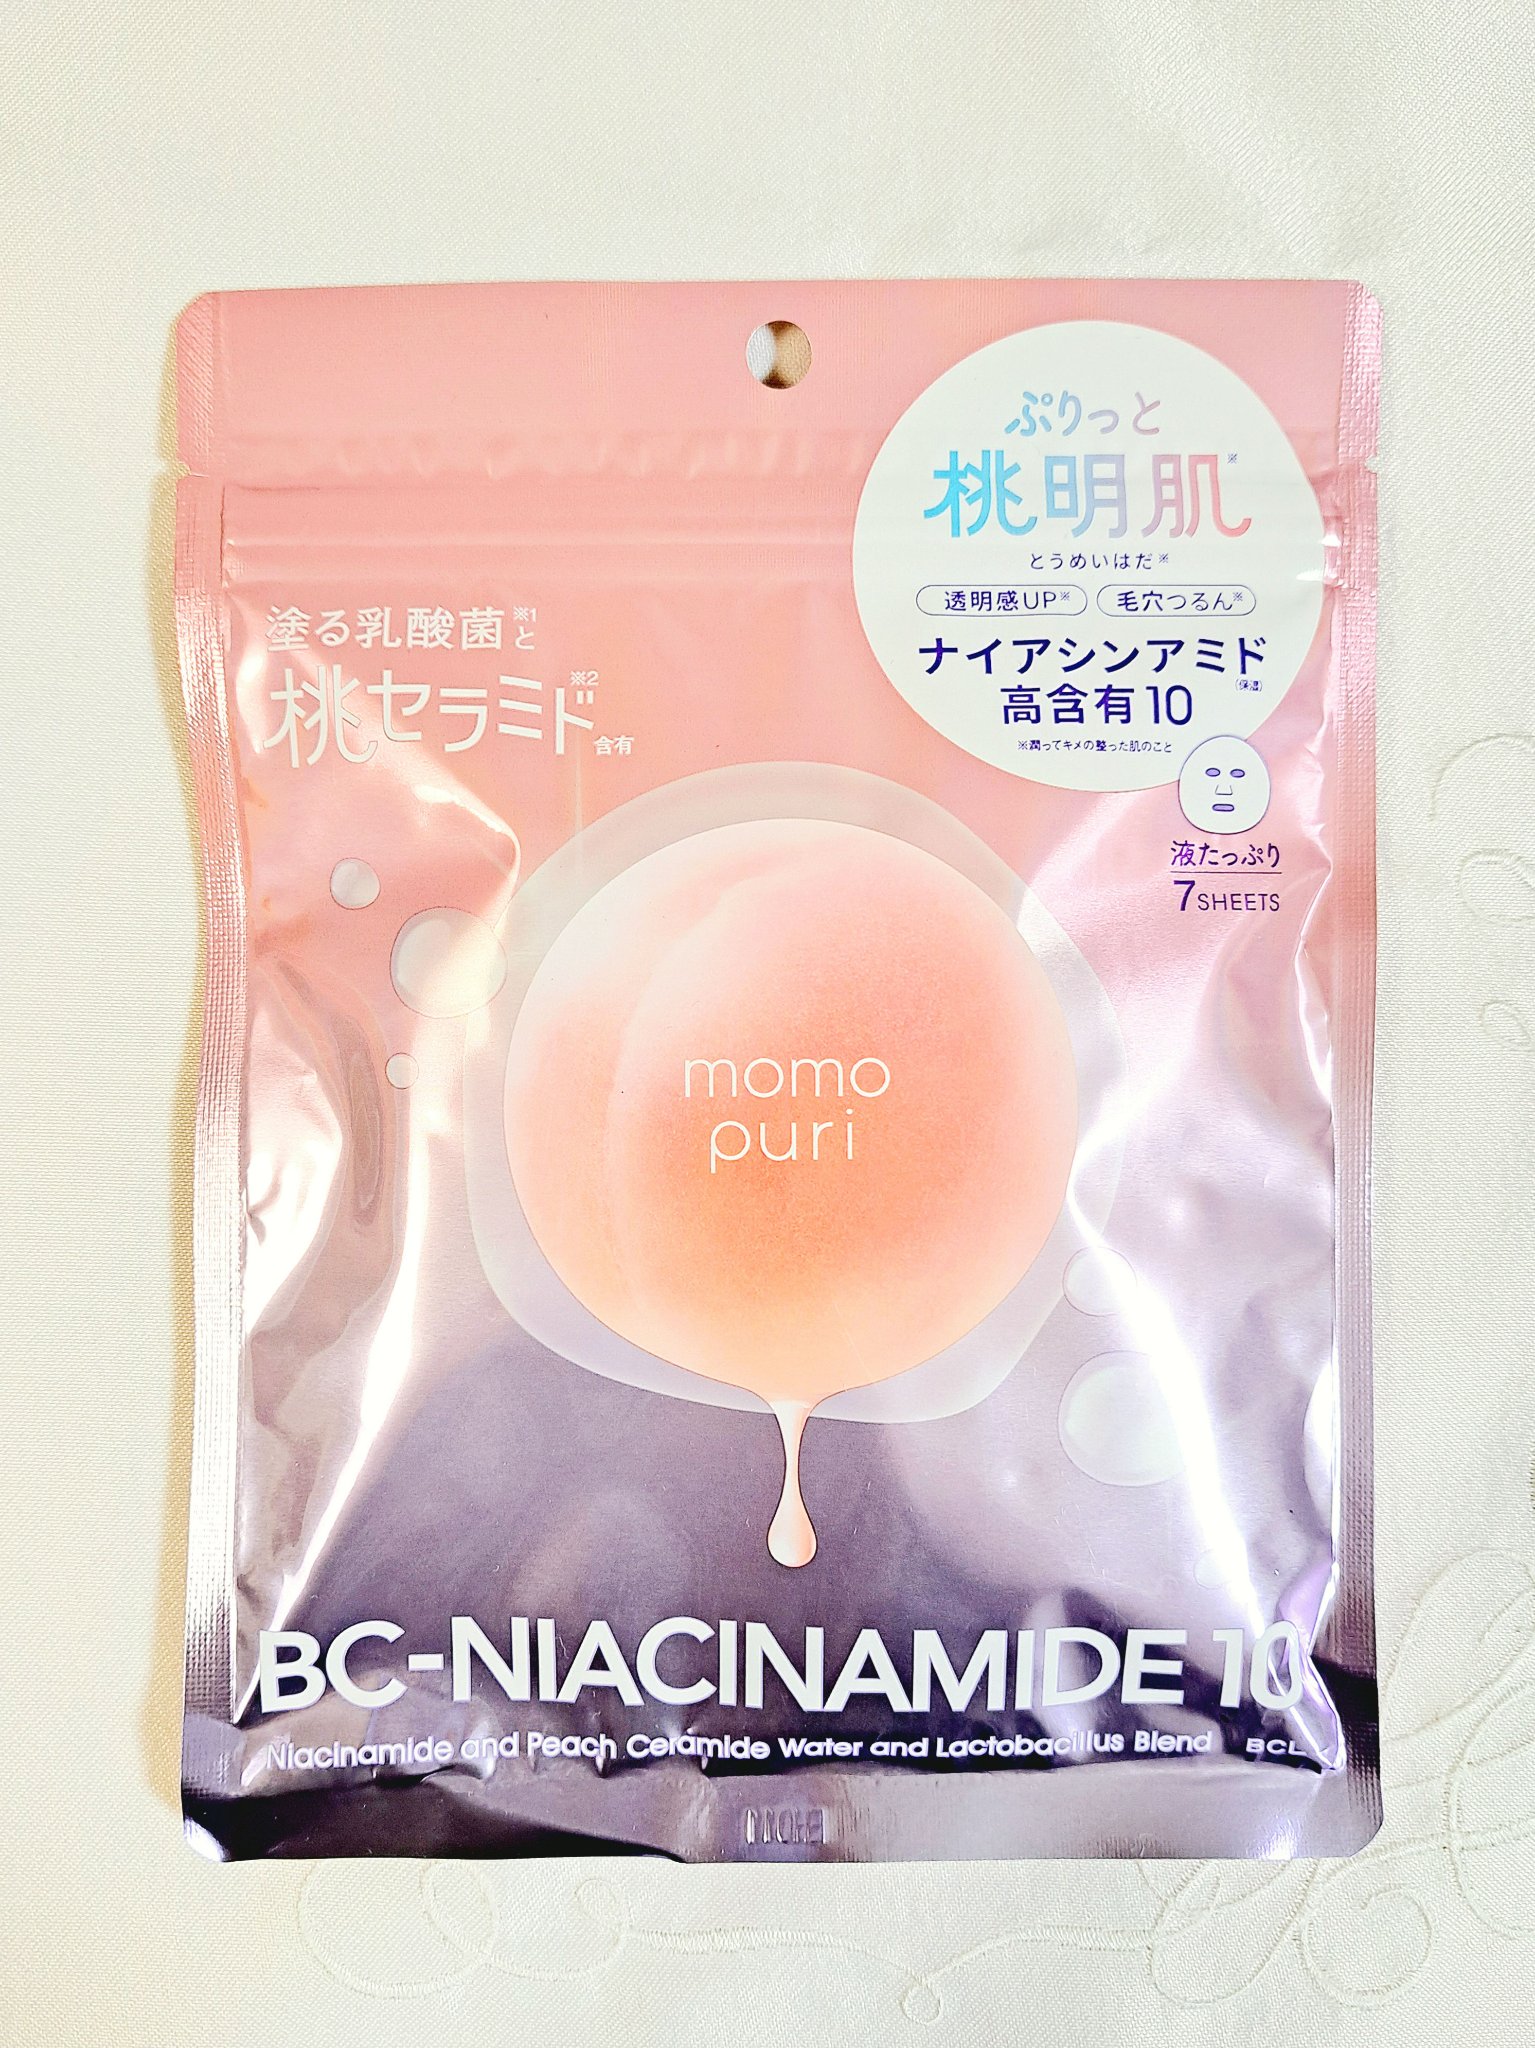 ぷりっと
桃明肌※
とうめいはだ※
透明感UP※ 毛穴つるん※
ナイアシンアミド
(保湿)
高含有10
※潤ってキメの整った肌のこと
液たっぷり
7SHEETS
塗る乳酸菌※1と
桃セラミド※2含有
momo
puri
BC-NIACINAMIDE 10
Niacinamide and Peach Ceramide Water and Lactobacillus Blend BCL